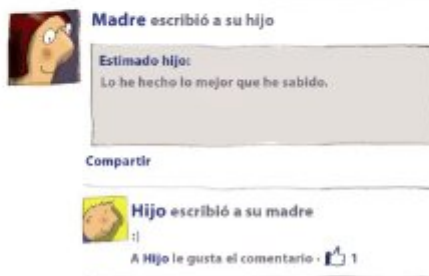 Madre escribió a su hijo
Estimado hijo:
Lo he hecho lo mejor que he sabido.
Compartir
Hijo escribió a su madre
:|
A Hijo le gusta el comentario · 1